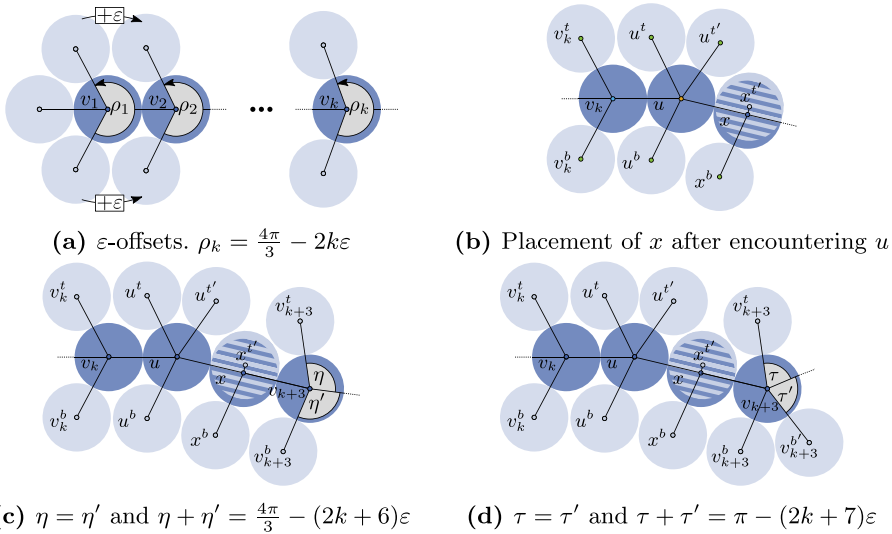 +ε
v₁ ρ₁ v₂ ρ₂ ••• vₖ ρₖ
+ε
(a) ε-offsets. ρₖ = 4π/3 − 2kε
vₖᵗ uᵗ uᵗ′
vₖ u x xᵗ′
vₖᵇ uᵇ xᵇ
(b) Placement of x after encountering u
vₖᵗ uᵗ uᵗ′ vₖ₊₃ᵗ
vₖ u x xᵗ′ vₖ₊₃ η η′
vₖᵇ uᵇ xᵇ vₖ₊₃ᵇ
(c) η = η′ and η + η′ = 4π/3 − (2k + 6)ε
vₖᵗ uᵗ uᵗ′ vₖ₊₃ᵗ
vₖ u x xᵗ′ vₖ₊₃ τ τ′
vₖᵇ uᵇ xᵇ vₖ₊₃ᵇ vₖ₊₃ᵇ′
(d) τ = τ′ and τ + τ′ = π − (2k + 7)ε